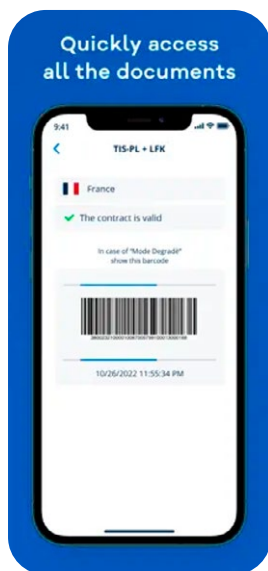 Quickly access
all the documents
9:41
TIS-PL + LFK
France
The contract is valid
In case of "Mode Degradè"
show this barcode
10/26/2022 11:55:34 PM